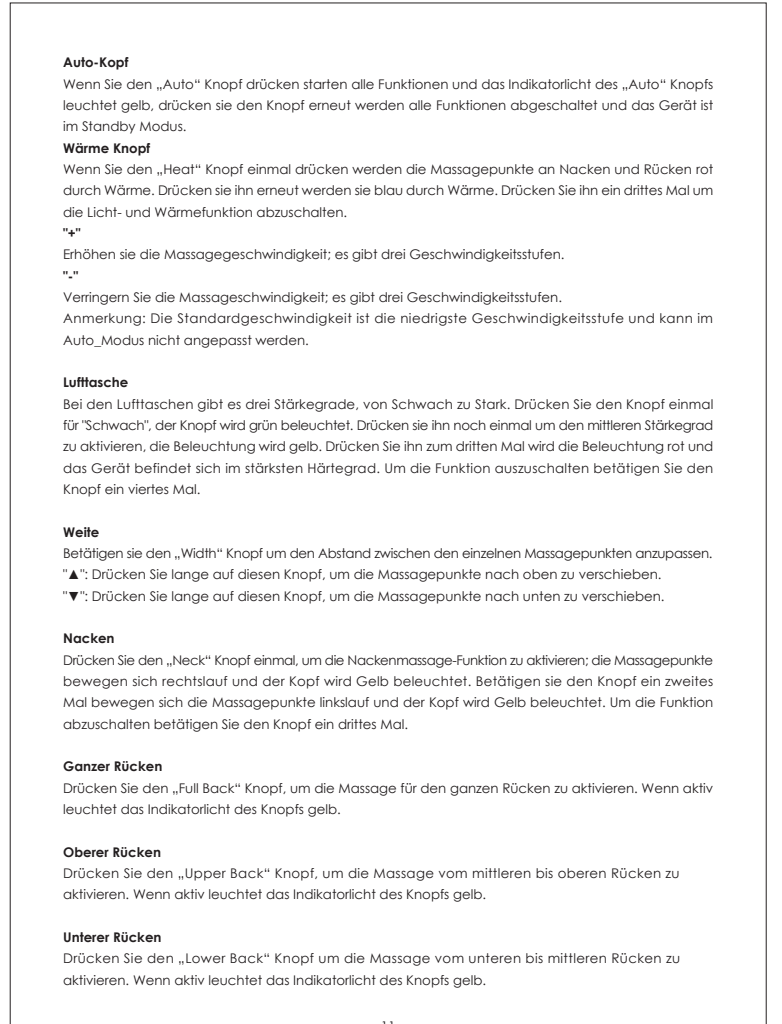 Auto-Kopf
Wenn Sie den „Auto“ Knopf drücken starten alle Funktionen und das Indikatorlicht des „Auto“ Knopfs
leuchtet gelb, drücken sie den Knopf erneut werden alle Funktionen abgeschaltet und das Gerät ist
im Standby Modus.
Wärme Knopf
Wenn Sie den „Heat“ Knopf einmal drücken werden die Massagepunkte an Nacken und Rücken rot
durch Wärme. Drücken sie ihn erneut werden sie blau durch Wärme. Drücken Sie ihn ein drittes Mal um
die Licht- und Wärmefunktion abzuschalten.
"+"
Erhöhen sie die Massagegeschwindigkeit; es gibt drei Geschwindigkeitsstufen.
"-"
Verringern Sie die Massageschwindigkeit; es gibt drei Geschwindigkeitsstufen.
Anmerkung: Die Standardgeschwindigkeit ist die niedrigste Geschwindigkeitsstufe und kann im
Auto_Modus nicht angepasst werden.
Lufttasche
Bei den Lufttaschen gibt es drei Stärkegrade, von Schwach zu Stark. Drücken Sie den Knopf einmal
für "Schwach", der Knopf wird grün beleuchtet. Drücken sie ihn noch einmal um den mittleren Stärkegrad
zu aktivieren, die Beleuchtung wird gelb. Drücken Sie ihn zum dritten Mal wird die Beleuchtung rot und
das Gerät befindet sich im stärksten Härtegrad. Um die Funktion auszuschalten betätigen Sie den
Knopf ein viertes Mal.
Weite
Betätigen sie den „Width“ Knopf um den Abstand zwischen den einzelnen Massagepunkten anzupassen.
"▲": Drücken Sie lange auf diesen Knopf, um die Massagepunkte nach oben zu verschieben.
"▼": Drücken Sie lange auf diesen Knopf, um die Massagepunkte nach unten zu verschieben.
Nacken
Drücken Sie den „Neck“ Knopf einmal, um die Nackenmassage-Funktion zu aktivieren; die Massagepunkte
bewegen sich rechtslauf und der Kopf wird Gelb beleuchtet. Betätigen sie den Knopf ein zweites
Mal bewegen sich die Massagepunkte linkslauf und der Kopf wird Gelb beleuchtet. Um die Funktion
abzuschalten betätigen Sie den Knopf ein drittes Mal.
Ganzer Rücken
Drücken Sie den „Full Back“ Knopf, um die Massage für den ganzen Rücken zu aktivieren. Wenn aktiv
leuchtet das Indikatorlicht des Knopfs gelb.
Oberer Rücken
Drücken Sie den „Upper Back“ Knopf, um die Massage vom mittleren bis oberen Rücken zu
aktivieren. Wenn aktiv leuchtet das Indikatorlicht des Knopfs gelb.
Unterer Rücken
Drücken Sie den „Lower Back“ Knopf um die Massage vom unteren bis mittleren Rücken zu
aktivieren. Wenn aktiv leuchtet das Indikatorlicht des Knopfs gelb.